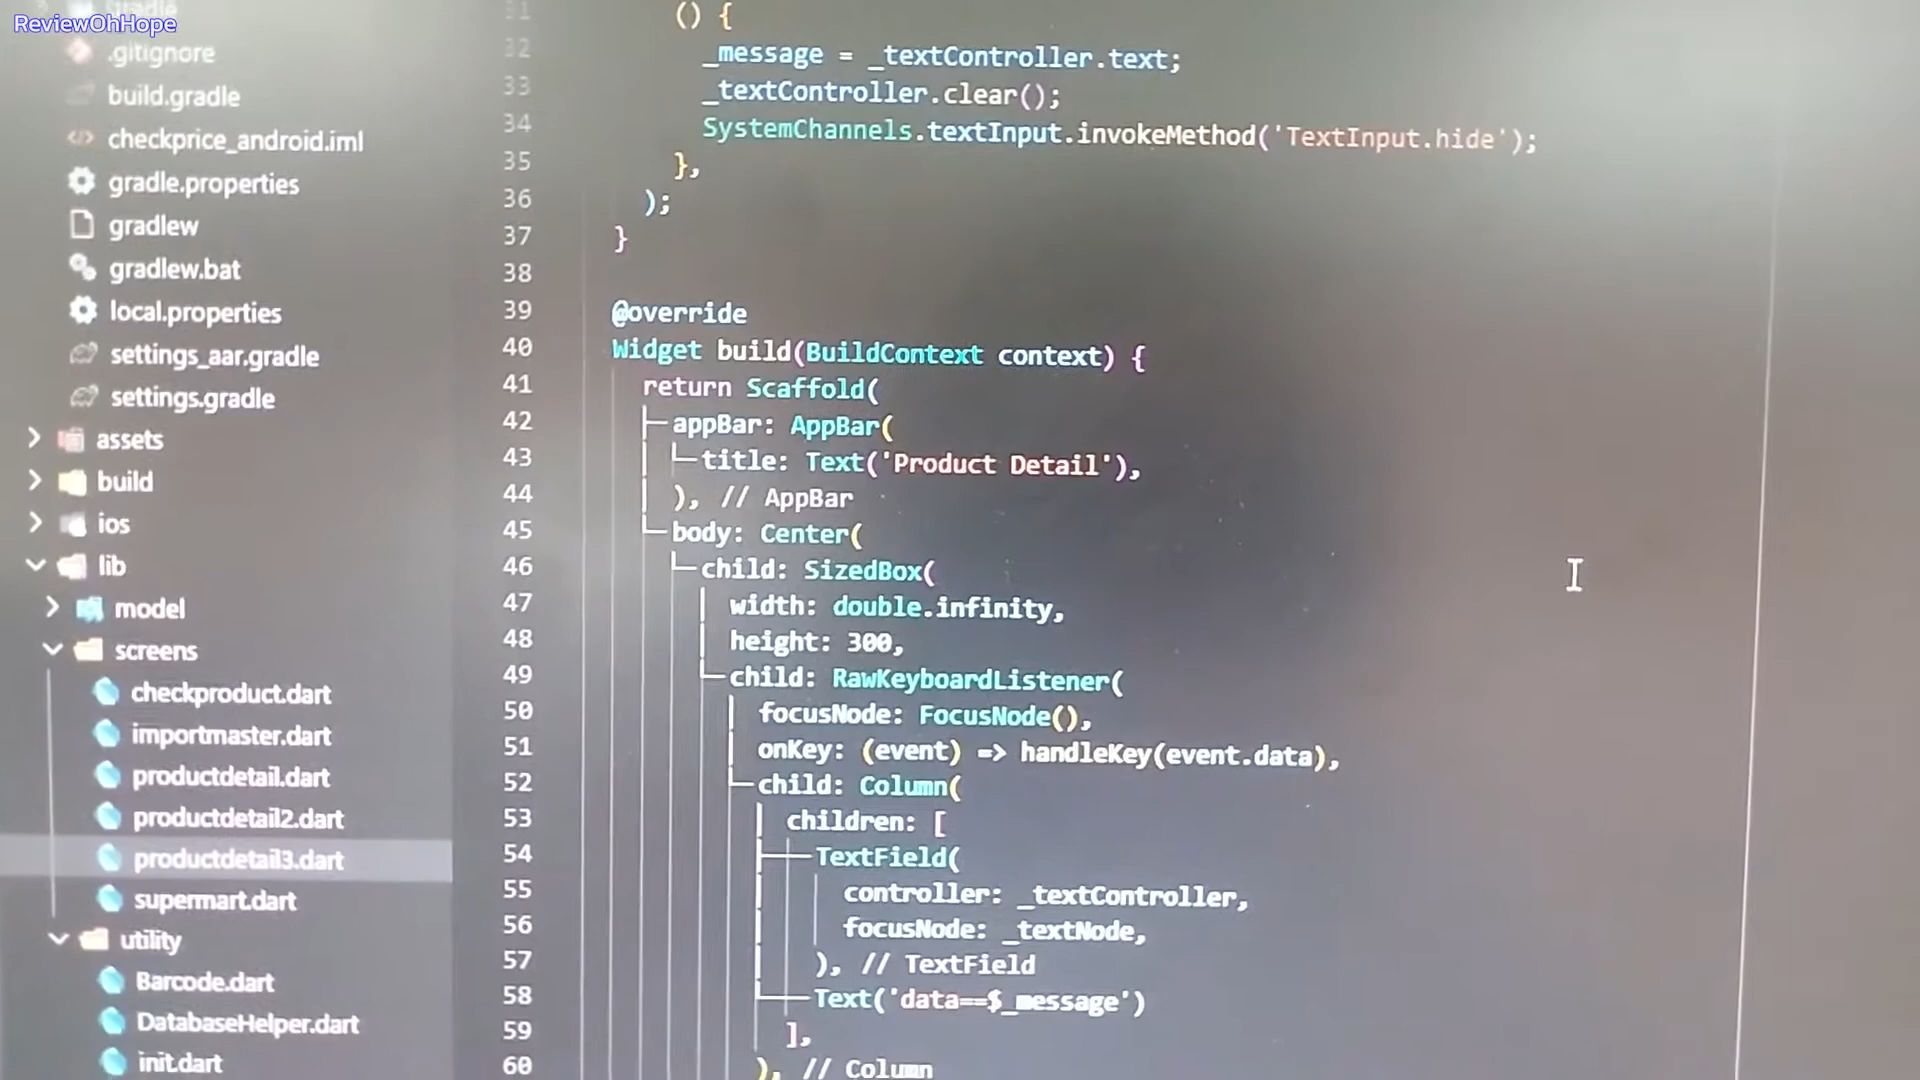 ReviewOhHope
gradle
.gitignore
build.gradle
checkprice_android.iml
gradle.properties
gradlew
gradlew.bat
local.properties
settings_aar.gradle
settings.gradle
assets
build
ios
lib
model
screens
checkproduct.dart
importmaster.dart
productdetail.dart
productdetail2.dart
productdetail3.dart
supermart.dart
utility
Barcode.dart
DatabaseHelper.dart
init.dart
31 () {
32 _message = _textController.text;
33 _textController.clear();
34 SystemChannels.textInput.invokeMethod('TextInput.hide');
35 },
36 );
37 }
38
39 @override
40 Widget build(BuildContext context) {
41 return Scaffold(
42 appBar: AppBar(
43 title: Text('Product Detail'),
44 ), // AppBar
45 body: Center(
46 child: SizedBox(
47 width: double.infinity,
48 height: 300,
49 child: RawKeyboardListener(
50 focusNode: FocusNode(),
51 onKey: (event) => handleKey(event.data),
52 child: Column(
53 children: [
54 TextField(
55 controller: _textController,
56 focusNode: _textNode,
57 ), // TextField
58 Text('data==$_message')
59 ],
60 ), // Column